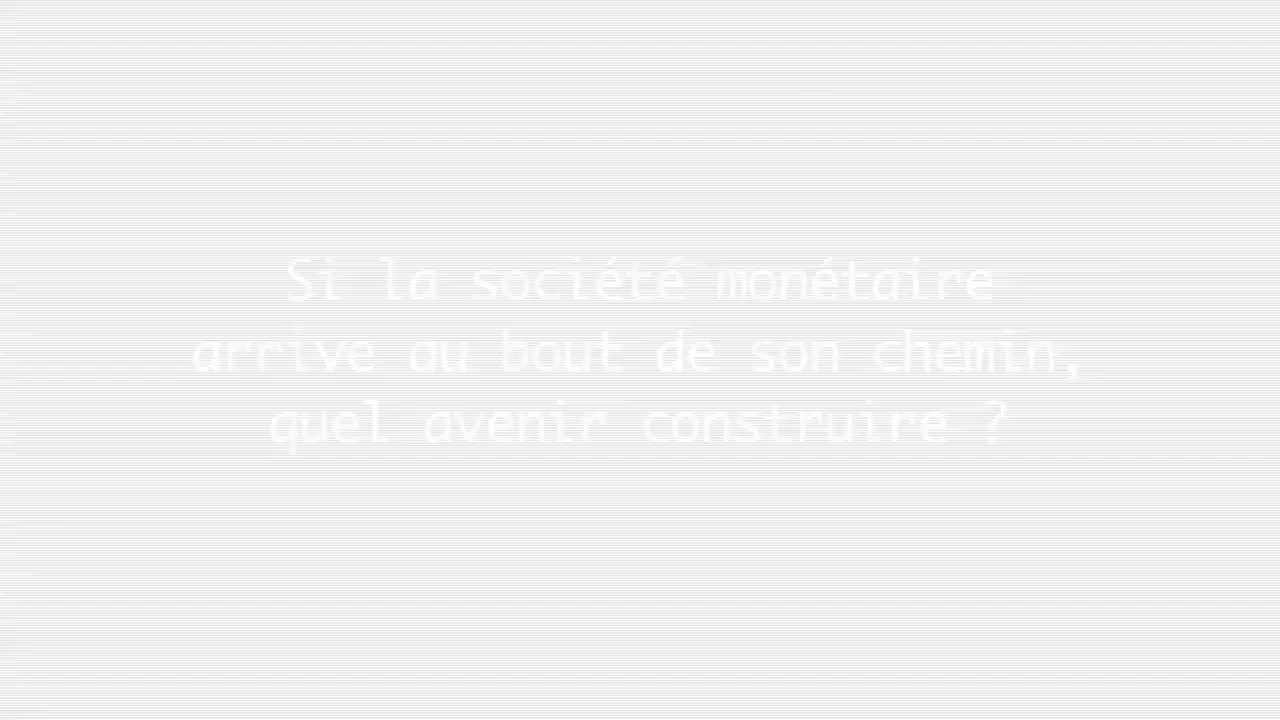 Si la société monétaire
arrive au bout de son chemin,
quel avenir construire ?